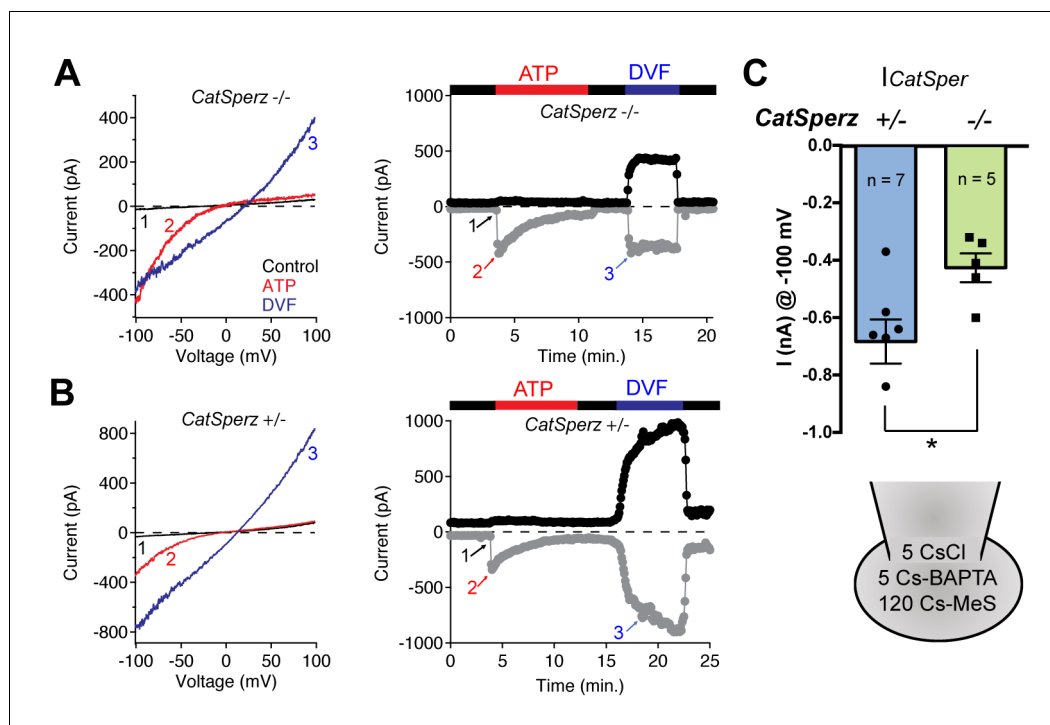 A
CatSperz -/-
400
200
0
-200
-400
Current (pA)
1
2
3
Control
ATP
DVF
-100
-50
0
50
100
Voltage (mV)
ATP
DVF
CatSperz -/-
1000
500
0
-500
-1000
Current (pA)
1
2
3
0
5
10
15
20
Time (min.)
B
CatSperz +/-
800
400
0
-400
-800
Current (pA)
1
2
3
-100
-50
0
50
100
Voltage (mV)
ATP
DVF
CatSperz +/-
1000
500
0
-500
-1000
Current (pA)
1
2
3
0
5
10
15
20
25
Time (min.)
C
ICatSper
CatSperz +/- -/-
0.0
-0.2
-0.4
-0.6
-0.8
-1.0
I (nA) @ -100 mV
n = 7
n = 5
*
5 CsCl
5 Cs-BAPTA
120 Cs-MeS